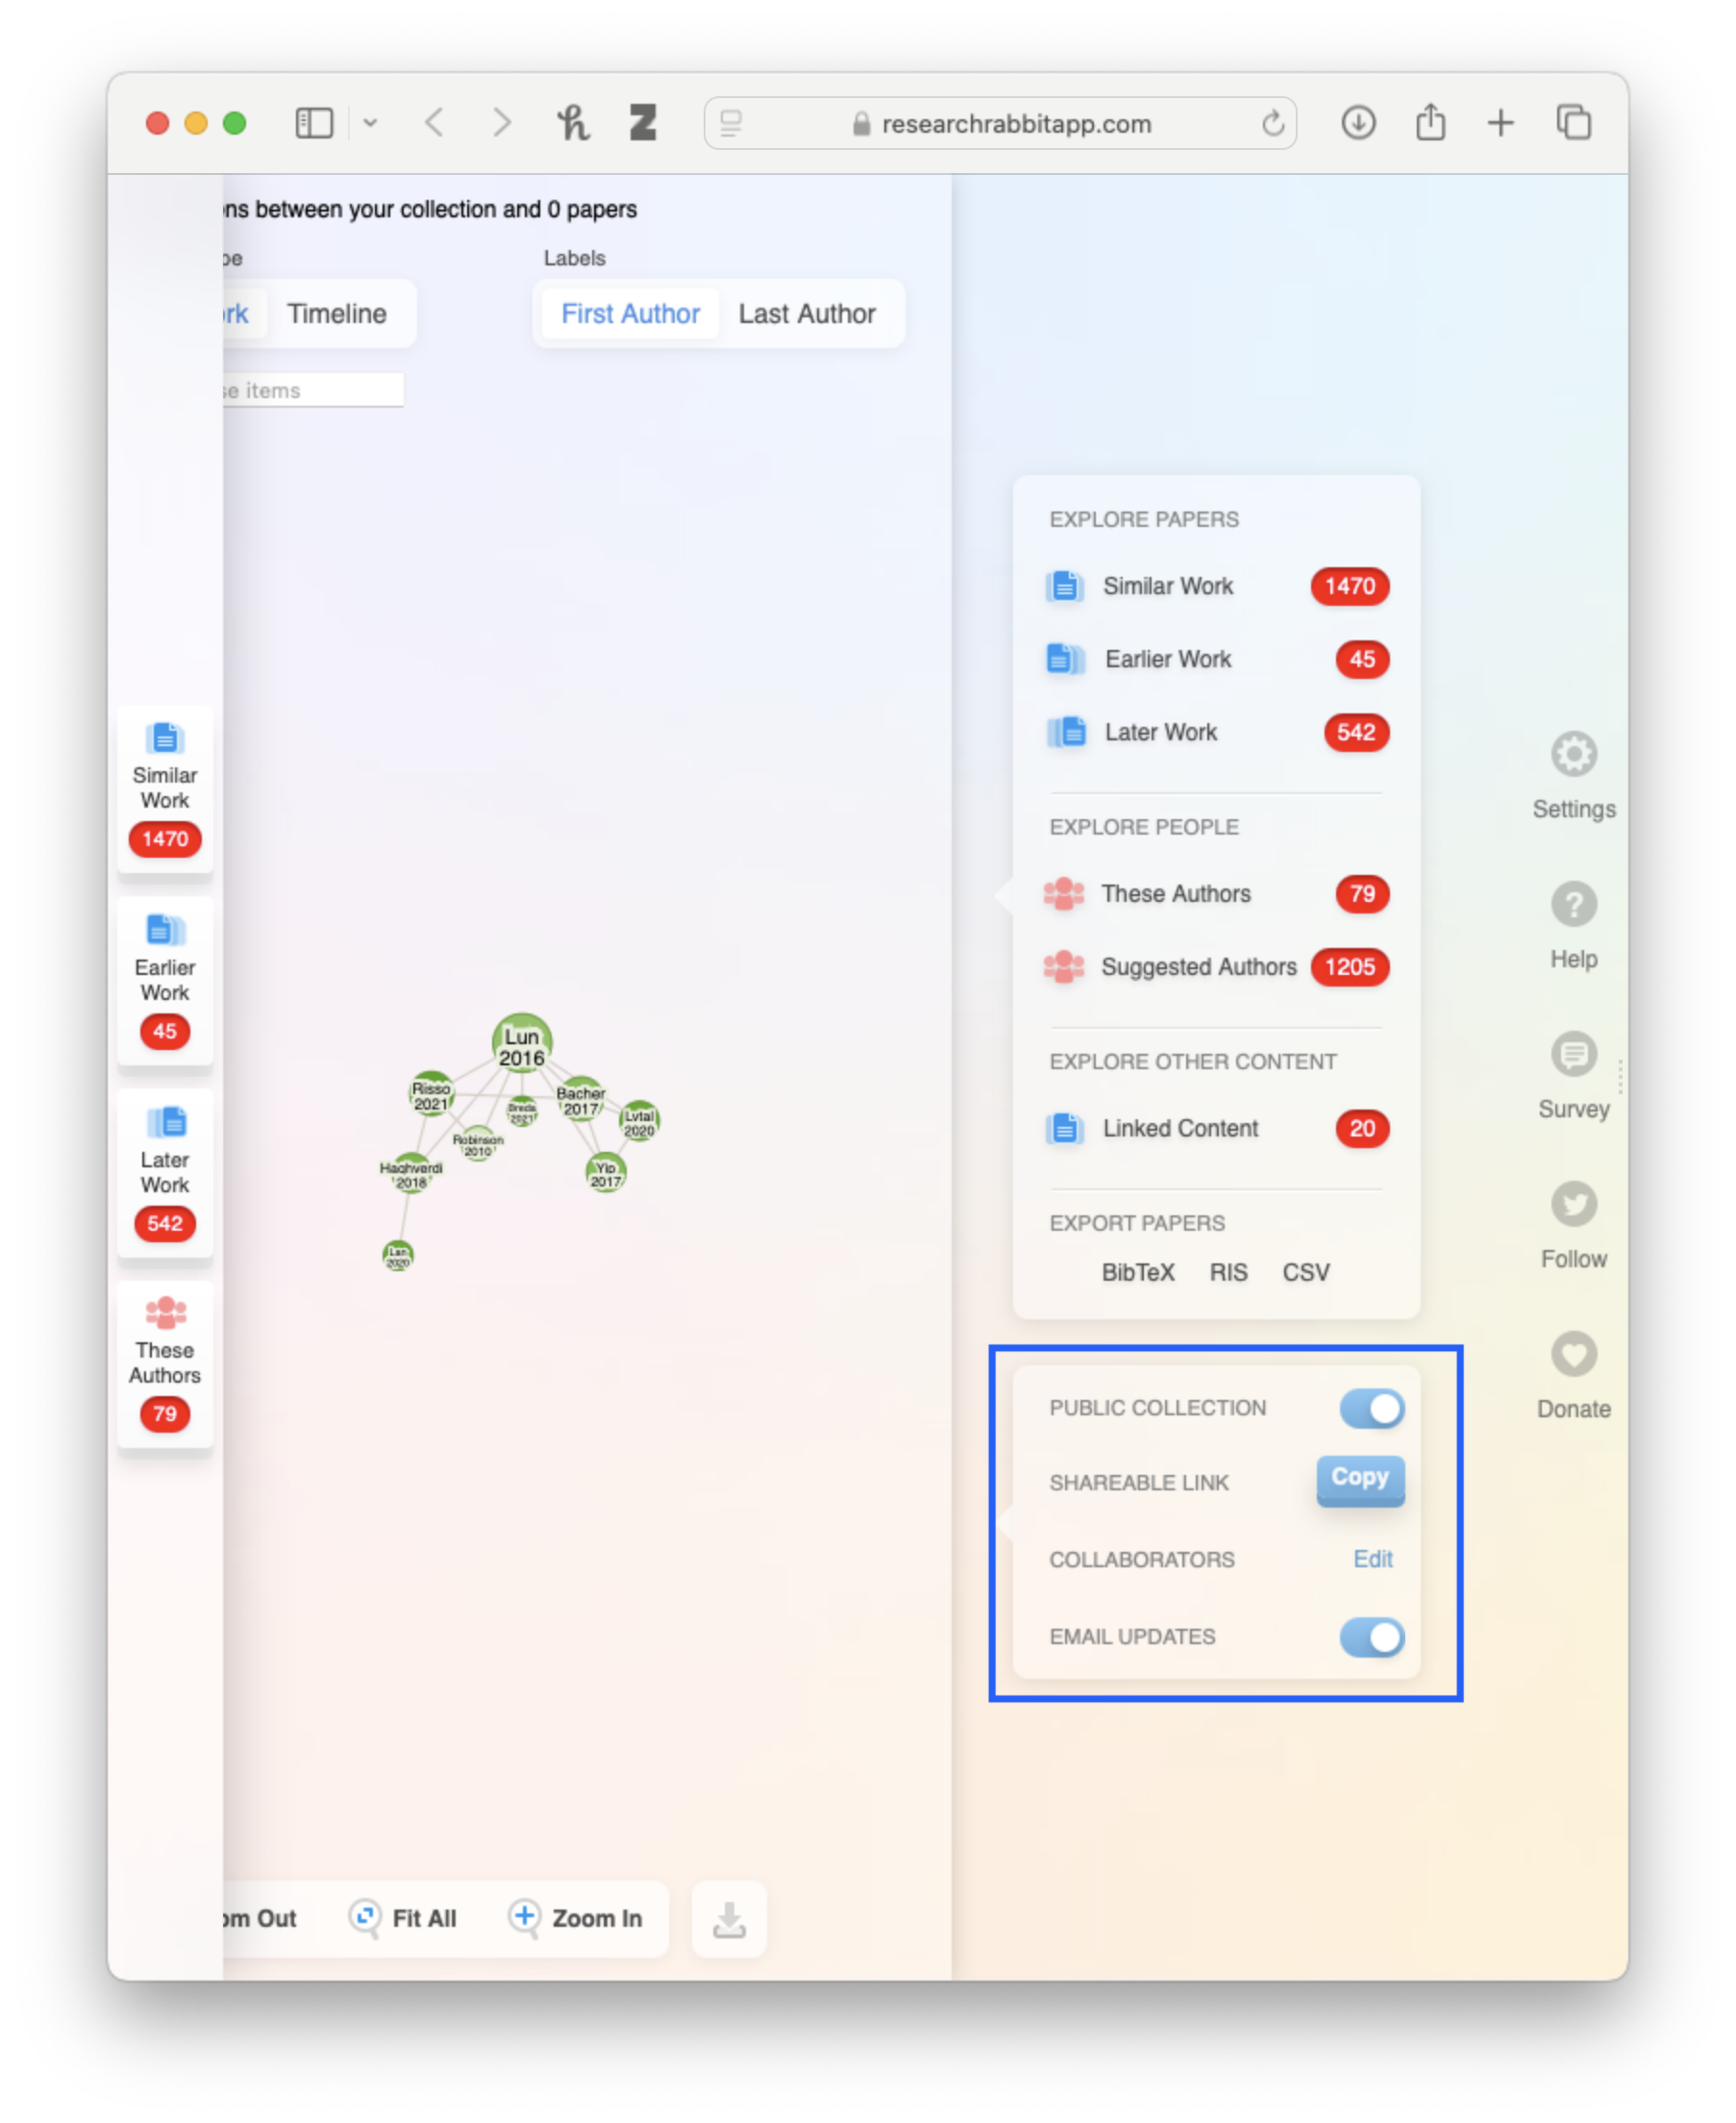 researchrabbitapp.com
ns between your collection and 0 papers
pe
Labels
rk
Timeline
First Author
Last Author
se items
Similar
Work
1470
Earlier
Work
45
Later
Work
542
These
Authors
79
Lun
2016
Risso
2021
Breda
2021
Bacher
2017
Lvtal
2020
Robinson
2010
Haghverdi
2018
Yip
2017
Lan
2020
om Out
Fit All
Zoom In
EXPLORE PAPERS
Similar Work 1470
Earlier Work 45
Later Work 542
EXPLORE PEOPLE
These Authors 79
Suggested Authors 1205
EXPLORE OTHER CONTENT
Linked Content 20
EXPORT PAPERS
BibTeX RIS CSV
PUBLIC COLLECTION
SHAREABLE LINK Copy
COLLABORATORS Edit
EMAIL UPDATES
Settings
Help
Survey
Follow
Donate